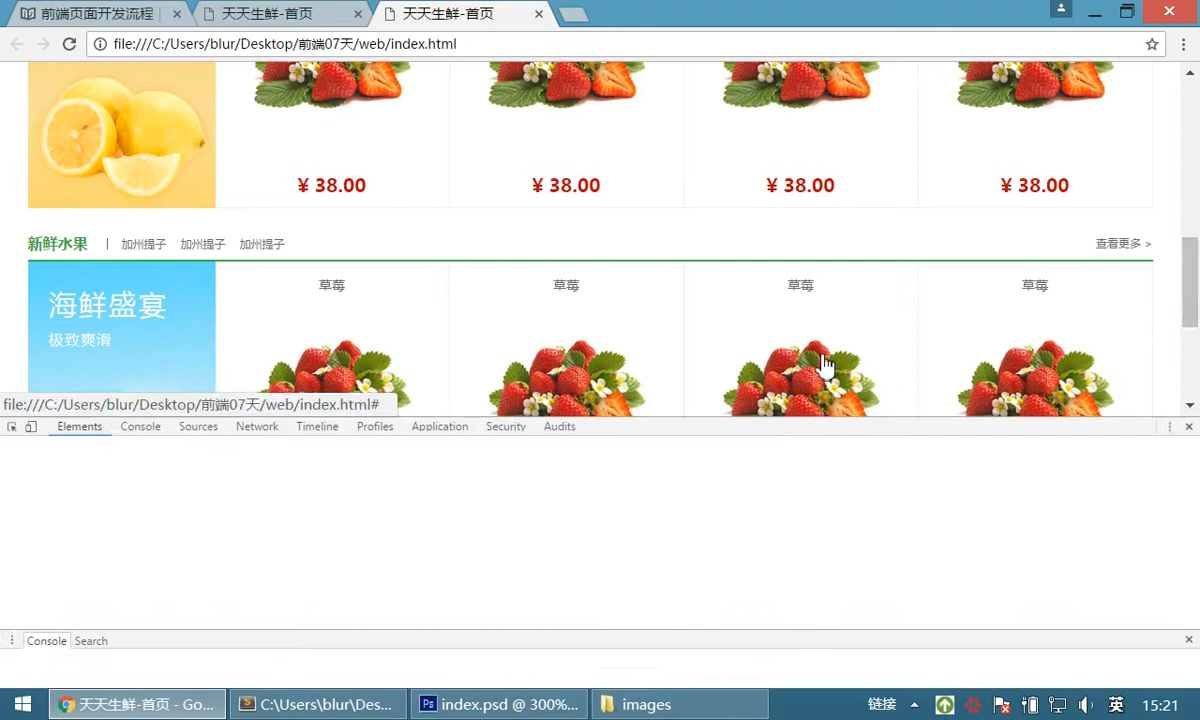 前端页面开发流程
天天生鲜-首页
天天生鲜-首页
file:///C:/Users/blur/Desktop/前端07天/web/index.html
¥ 38.00
¥ 38.00
¥ 38.00
¥ 38.00
新鲜水果 | 加州提子 加州提子 加州提子 查看更多 >
海鲜盛宴
极致爽滑
草莓
草莓
草莓
草莓
file:///C:/Users/blur/Desktop/前端07天/web/index.html#
Elements Console Sources Network Timeline Profiles Application Security Audits
Console Search
天天生鲜-首页 - Go...
C:\Users\blur\Des...
index.psd @ 300%...
images
链接
英
15:21